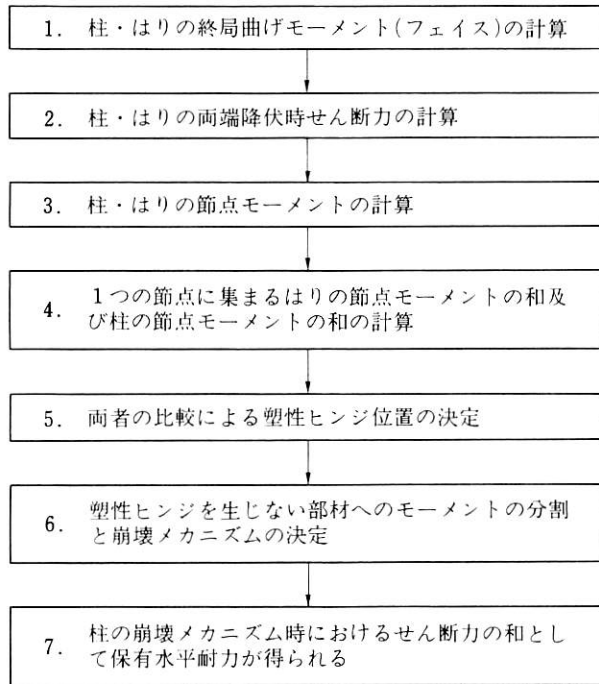 1. 柱・はりの終局曲げモーメント(フェイス)の計算
2. 柱・はりの両端降伏時せん断力の計算
3. 柱・はりの節点モーメントの計算
4. 1つの節点に集まるはりの節点モーメントの和及
び柱の節点モーメントの和の計算
5. 両者の比較による塑性ヒンジ位置の決定
6. 塑性ヒンジを生じない部材へのモーメントの分割
と崩壊メカニズムの決定
7. 柱の崩壊メカニズム時におけるせん断力の和とし
て保有水平耐力が得られる